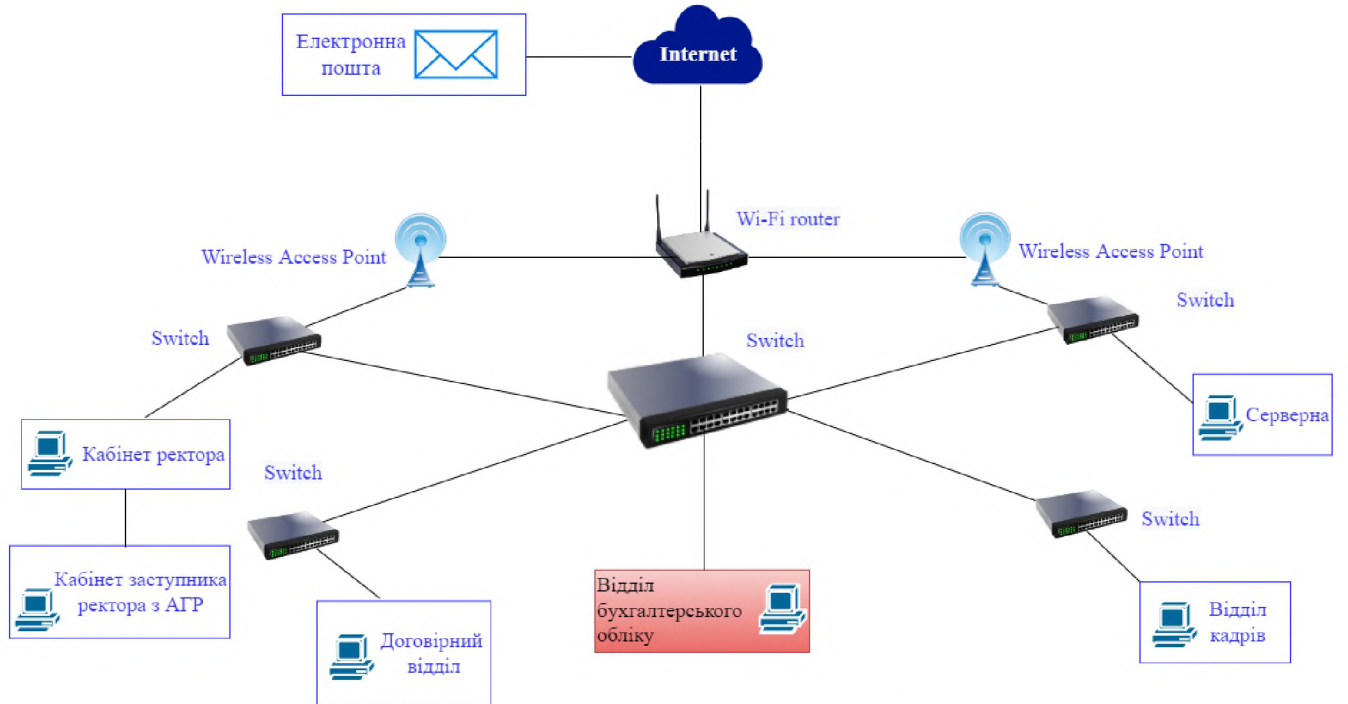 Електронна
пошта
Internet
Wi-Fi router
Wireless Access Point
Wireless Access Point
Switch
Switch
Switch
Серверна
Кабінет ректора
Switch
Switch
Кабінет заступника
ректора з АГР
Відділ
бухгалтерського
обліку
Відділ
кадрів
Договірний
відділ